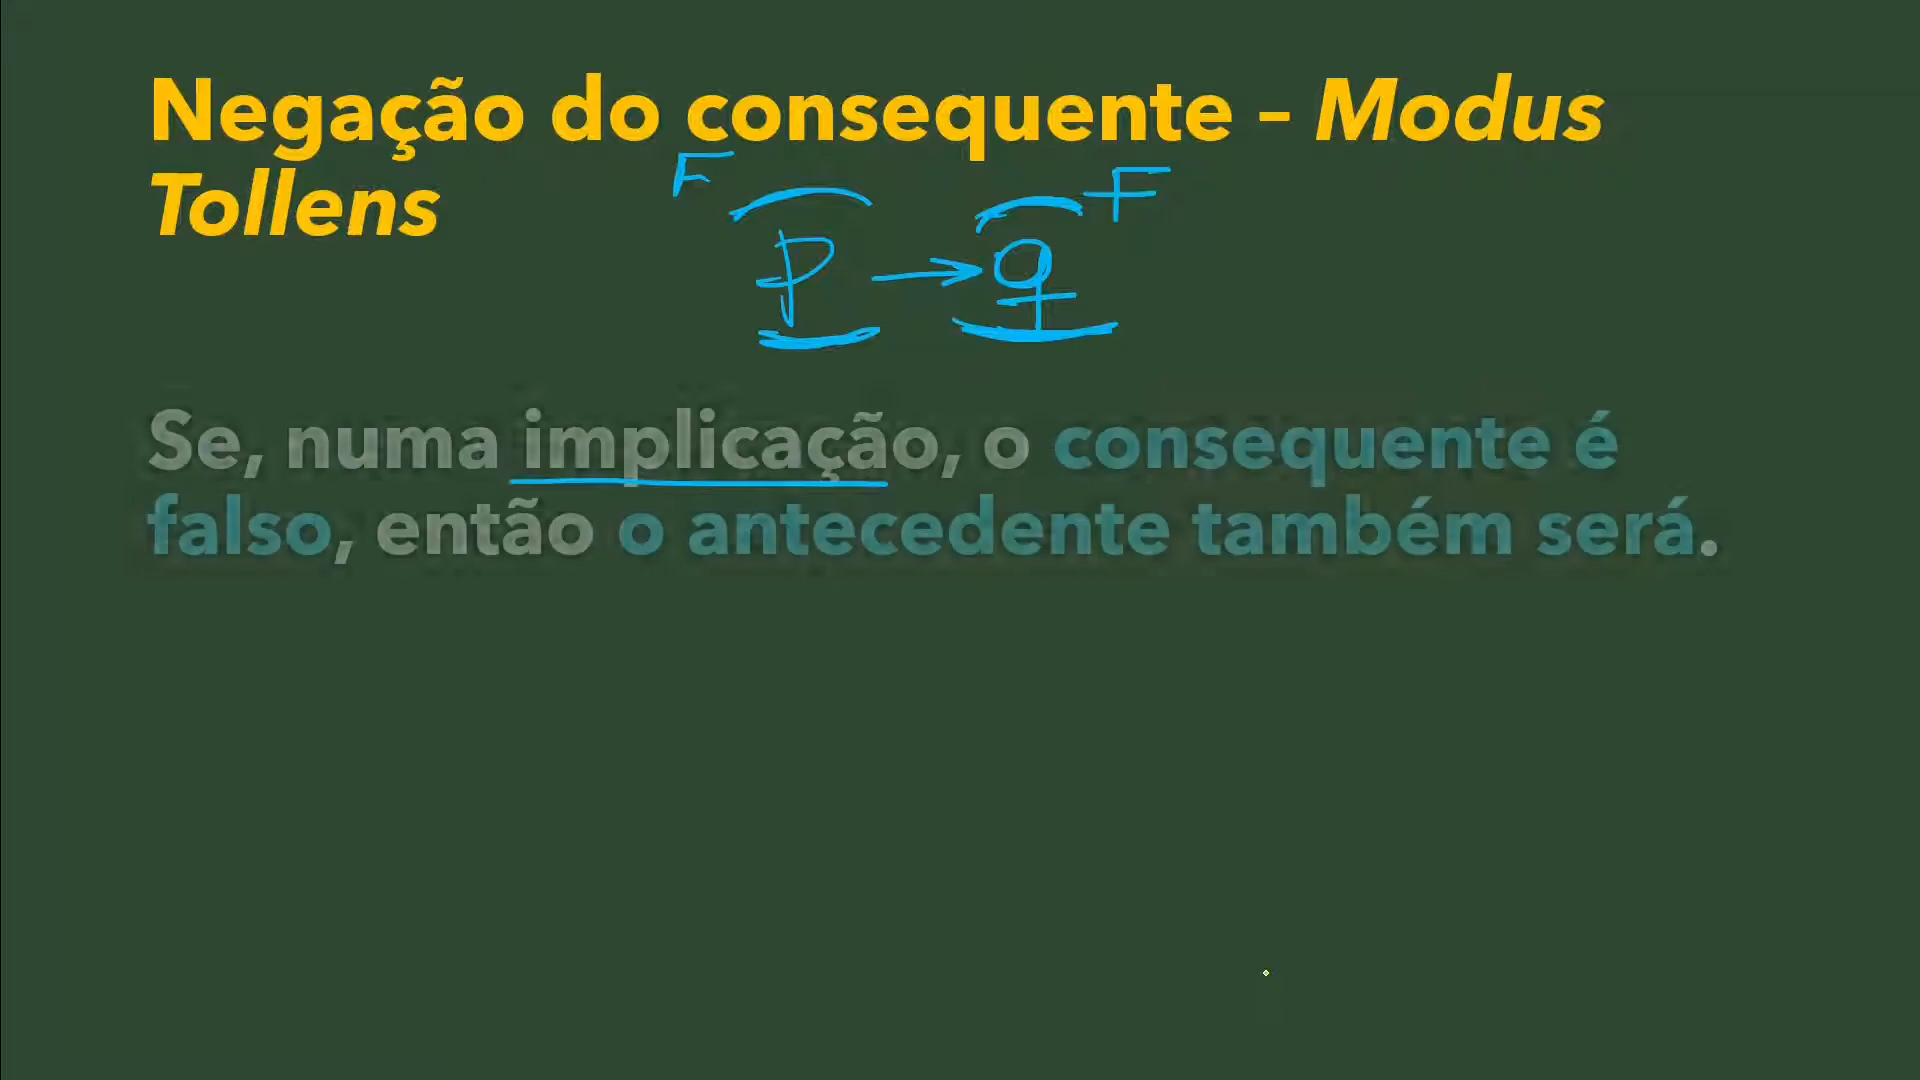 Negação do consequente – Modus
Tollens
F F
p → q
Se, numa implicação, o consequente é
falso, então o antecedente também será.